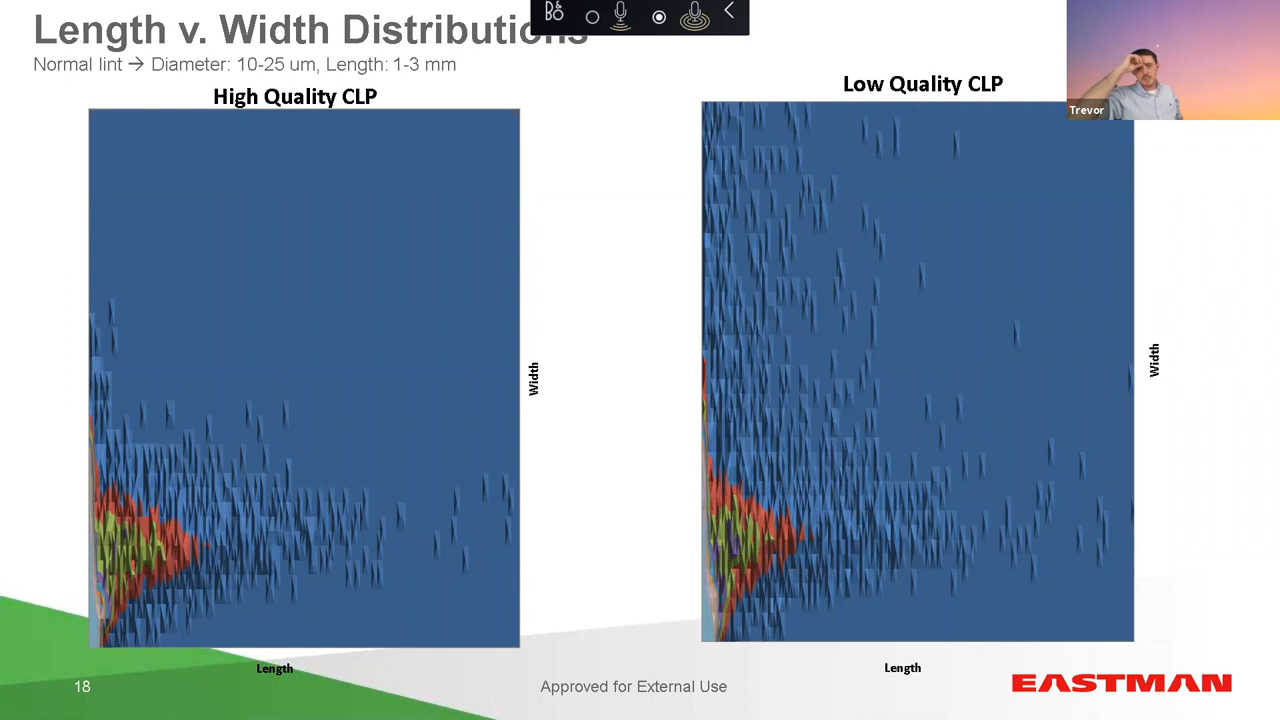 Length v. Width Distributions
Normal lint → Diameter: 10-25 um, Length: 1-3 mm
B&O
Trevor
High Quality CLP
Low Quality CLP
Width
Width
Length
Length
18
Approved for External Use
EASTMAN